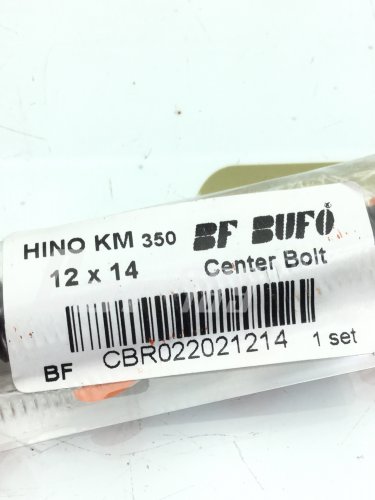 HINO KM 350 BF BUFO
12 x 14 Center Bolt
BF CBR022021214 1 set